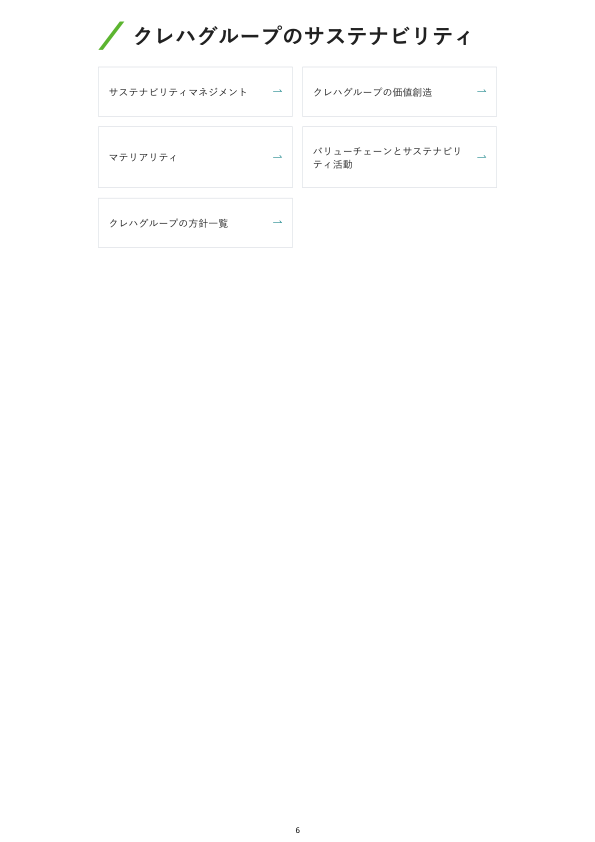 クレハグループのサステナビリティ
サステナビリティマネジメント
クレハグループの価値創造
マテリアリティ
バリューチェーンとサステナビリ
ティ活動
クレハグループの方針一覧
6